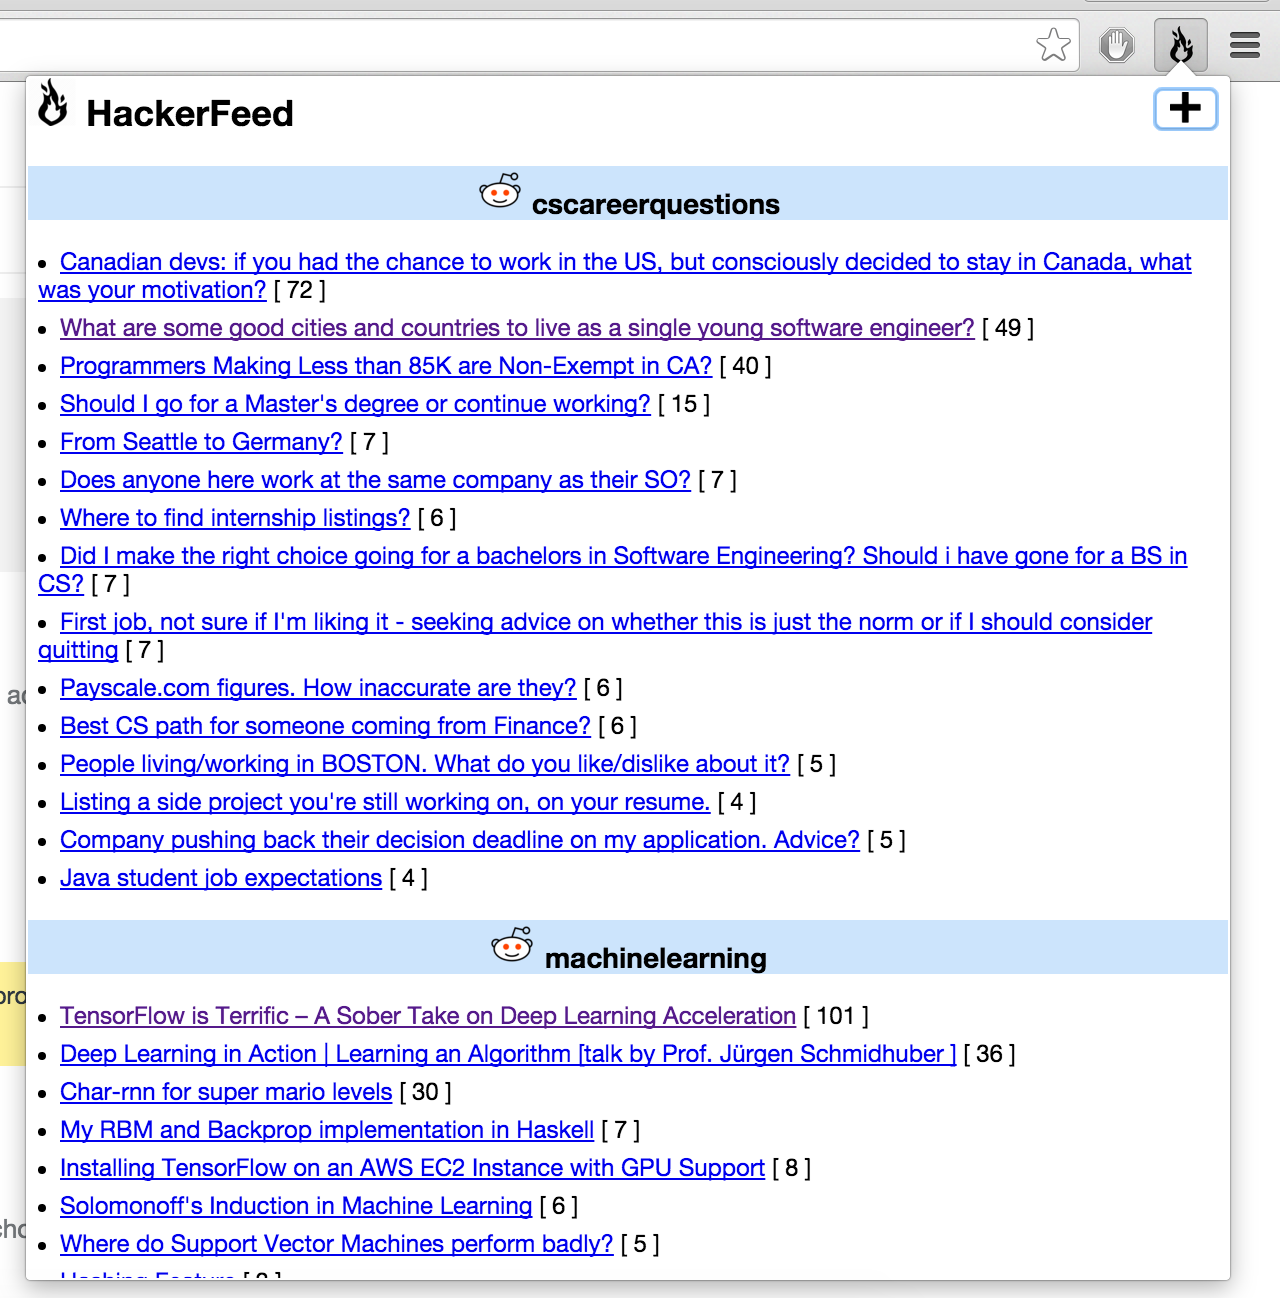 HackerFeed
cscareerquestions
• Canadian devs: if you had the chance to work in the US, but consciously decided to stay in Canada, what
was your motivation? [ 72 ]
• What are some good cities and countries to live as a single young software engineer? [ 49 ]
• Programmers Making Less than 85K are Non-Exempt in CA? [ 40 ]
• Should I go for a Master's degree or continue working? [ 15 ]
• From Seattle to Germany? [ 7 ]
• Does anyone here work at the same company as their SO? [ 7 ]
• Where to find internship listings? [ 6 ]
• Did I make the right choice going for a bachelors in Software Engineering? Should i have gone for a BS in
CS? [ 7 ]
• First job, not sure if I'm liking it - seeking advice on whether this is just the norm or if I should consider
quitting [ 7 ]
• Payscale.com figures. How inaccurate are they? [ 6 ]
• Best CS path for someone coming from Finance? [ 6 ]
• People living/working in BOSTON. What do you like/dislike about it? [ 5 ]
• Listing a side project you're still working on, on your resume. [ 4 ]
• Company pushing back their decision deadline on my application. Advice? [ 5 ]
• Java student job expectations [ 4 ]
machinelearning
• TensorFlow is Terrific – A Sober Take on Deep Learning Acceleration [ 101 ]
• Deep Learning in Action | Learning an Algorithm [talk by Prof. Jürgen Schmidhuber ] [ 36 ]
• Char-rnn for super mario levels [ 30 ]
• My RBM and Backprop implementation in Haskell [ 7 ]
• Installing TensorFlow on an AWS EC2 Instance with GPU Support [ 8 ]
• Solomonoff's Induction in Machine Learning [ 6 ]
• Where do Support Vector Machines perform badly? [ 5 ]